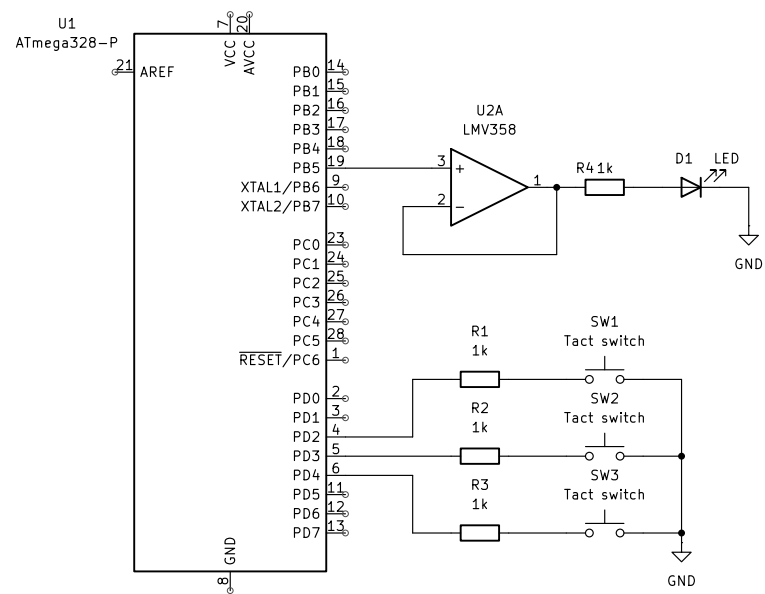 U1
ATmega328-P
7
VCC
20
AVCC
21
AREF
PB0
14
PB1
15
PB2
16
PB3
17
PB4
18
PB5
19
XTAL1/PB6
9
XTAL2/PB7
10
PC0
23
PC1
24
PC2
25
PC3
26
PC4
27
PC5
28
RESET/PC6
1
PD0
2
PD1
3
PD2
4
PD3
5
PD4
6
PD5
11
PD6
12
PD7
13
GND
8
U2A
LMV358
3
+
2
-
1
R4 1k
D1
LED
GND
R1
1k
SW1
Tact switch
R2
1k
SW2
Tact switch
R3
1k
SW3
Tact switch
GND